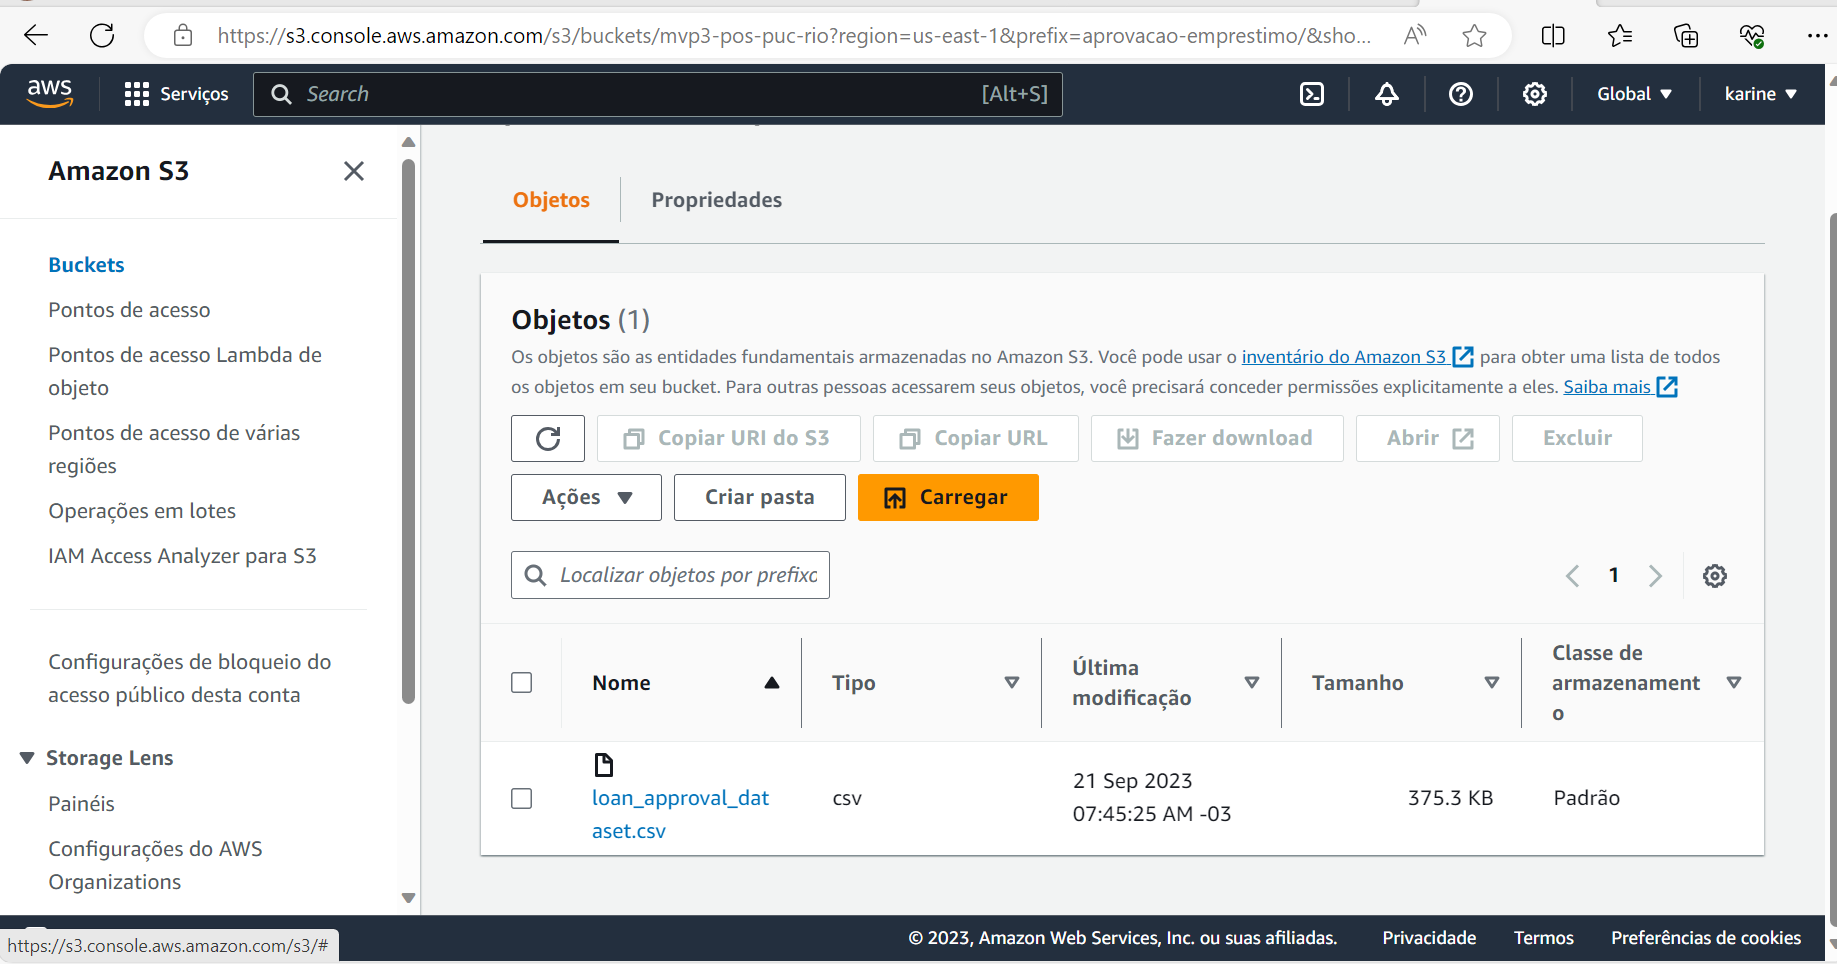 https://s3.console.aws.amazon.com/s3/buckets/mvp3-pos-puc-rio?region=us-east-1&prefix=aprovacao-emprestimo/&sho...
aws
Serviços
Search
[Alt+S]
Global
karine
Amazon S3
Buckets
Pontos de acesso
Pontos de acesso Lambda de
objeto
Pontos de acesso de várias
regiões
Operações em lotes
IAM Access Analyzer para S3
Configurações de bloqueio do
acesso público desta conta
Storage Lens
Painéis
Configurações do AWS
Organizations
Objetos
Propriedades
Objetos (1)
Os objetos são as entidades fundamentais armazenadas no Amazon S3. Você pode usar o inventário do Amazon S3 para obter uma lista de todos
os objetos em seu bucket. Para outras pessoas acessarem seus objetos, você precisará conceder permissões explicitamente a eles. Saiba mais
Copiar URI do S3
Copiar URL
Fazer download
Abrir
Excluir
Ações
Criar pasta
Carregar
Localizar objetos por prefixo
1
Nome
Tipo
Última
modificação
Tamanho
Classe de
armazenament
o
loan_approval_dat
aset.csv
csv
21 Sep 2023
07:45:25 AM -03
375.3 KB
Padrão
https://s3.console.aws.amazon.com/s3/#
© 2023, Amazon Web Services, Inc. ou suas afiliadas.
Privacidade
Termos
Preferências de cookies